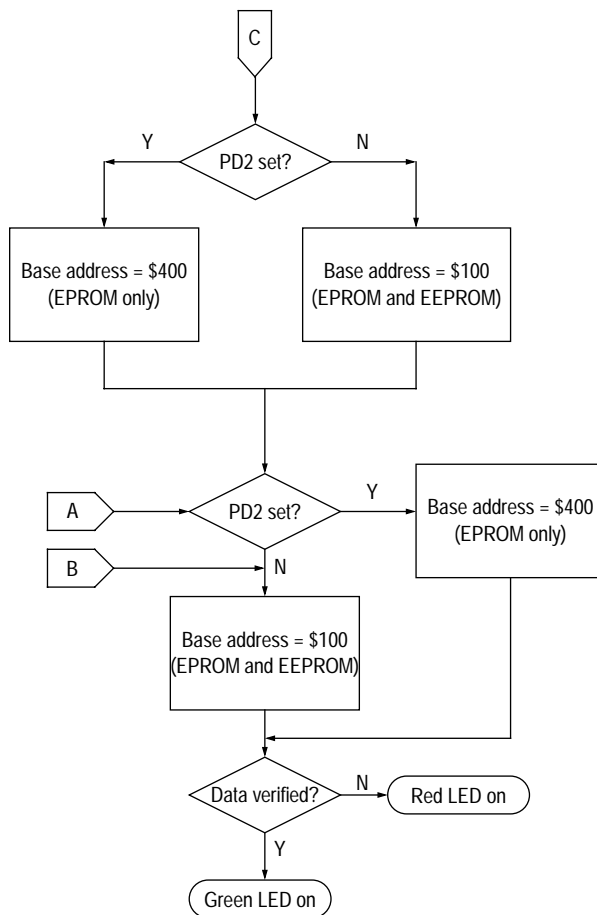 C
Y
PD2 set?
N
Base address = $400
(EPROM only)
Base address = $100
(EPROM and EEPROM)
A
PD2 set?
Y
Base address = $400
(EPROM only)
B
N
Base address = $100
(EPROM and EEPROM)
Data verified?
N
Red LED on
Y
Green LED on